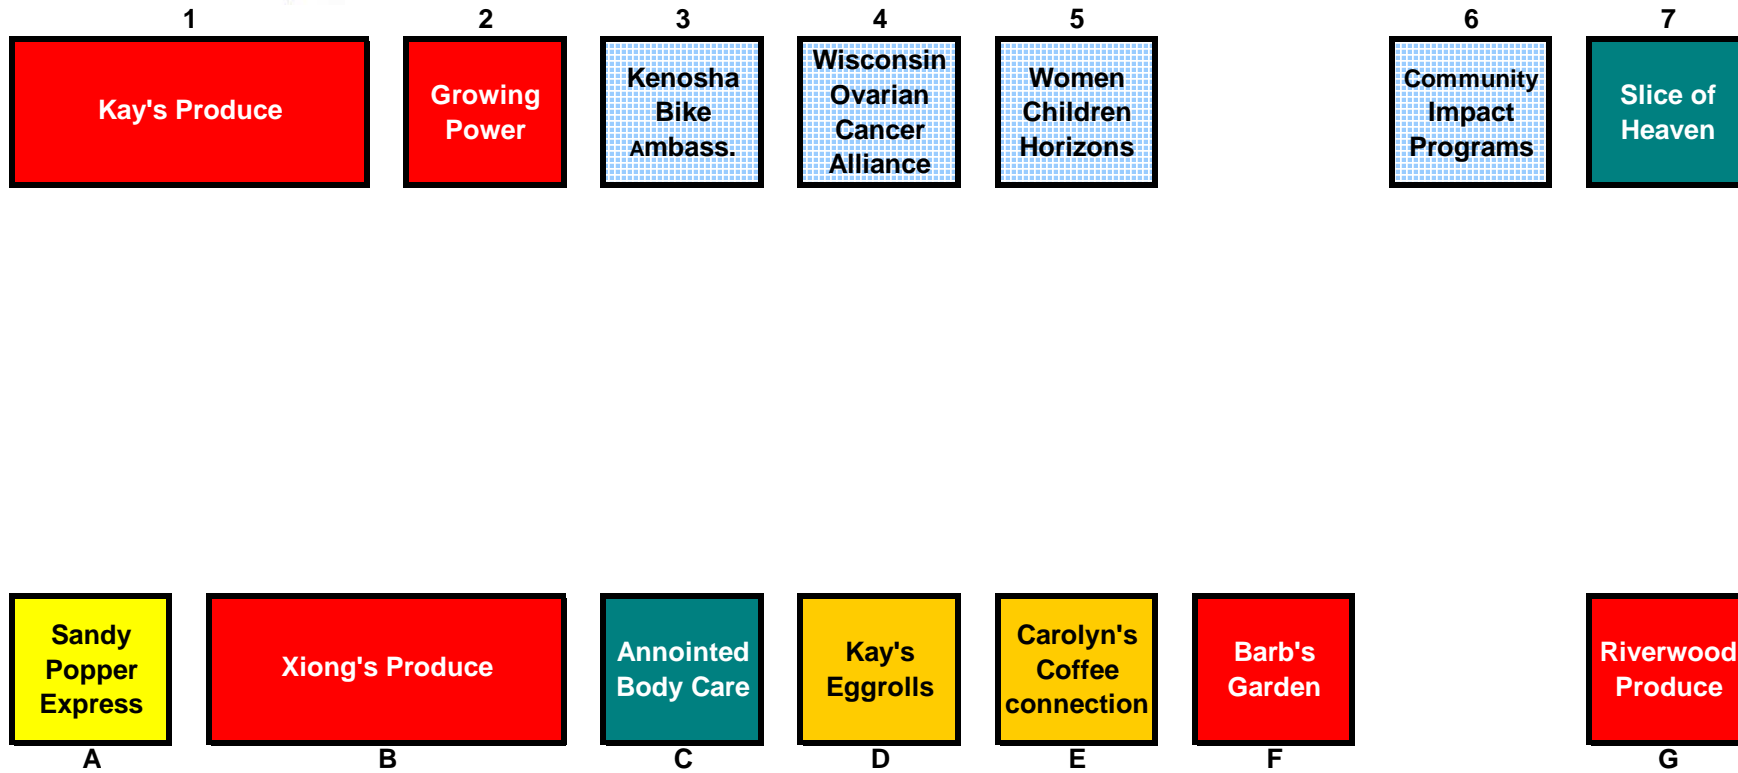 1 2 3 4 5 6 7
Kay's Produce
Growing
Power
Kenosha
Bike
Ambass.
Wisconsin
Ovarian
Cancer
Alliance
Women
Children
Horizons
Community
Impact
Programs
Slice of
Heaven
Sandy
Popper
Express
Xiong's Produce
Annointed
Body Care
Kay's
Eggrolls
Carolyn's
Coffee
connection
Barb's
Garden
Riverwood
Produce
A B C D E F G